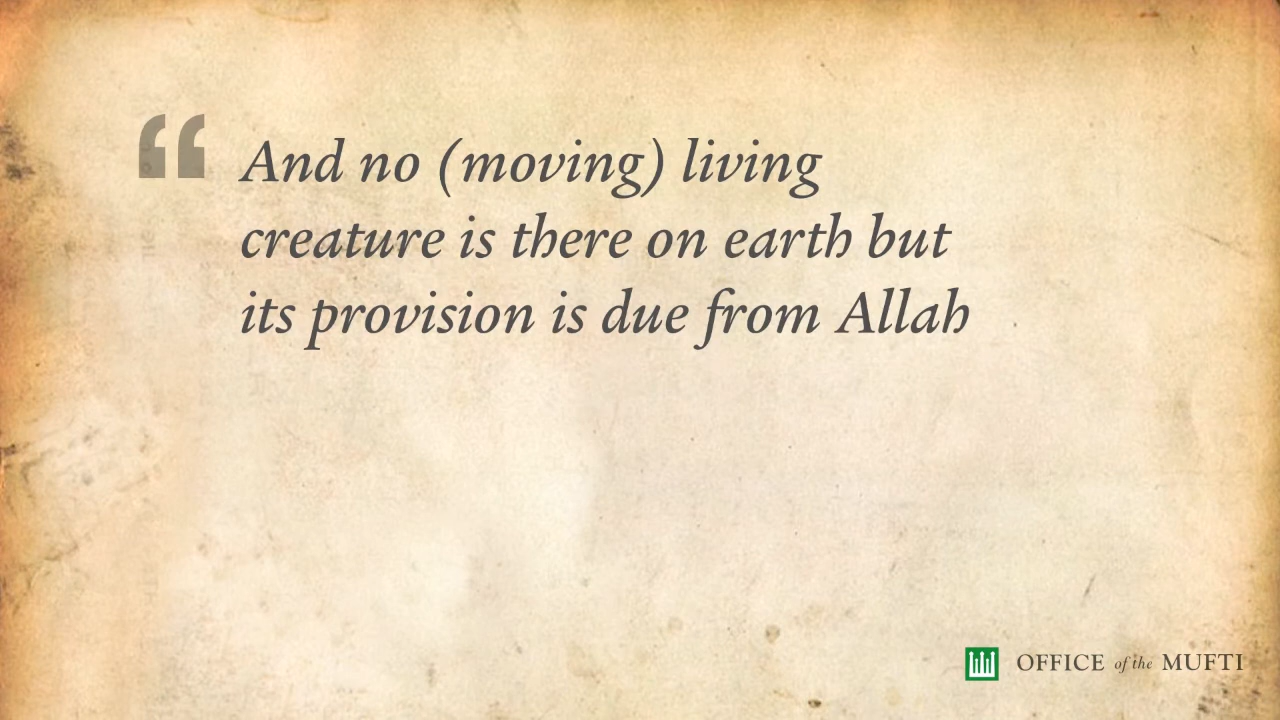 “
And no (moving) living
creature is there on earth but
its provision is due from Allah
OFFICE of the MUFTI